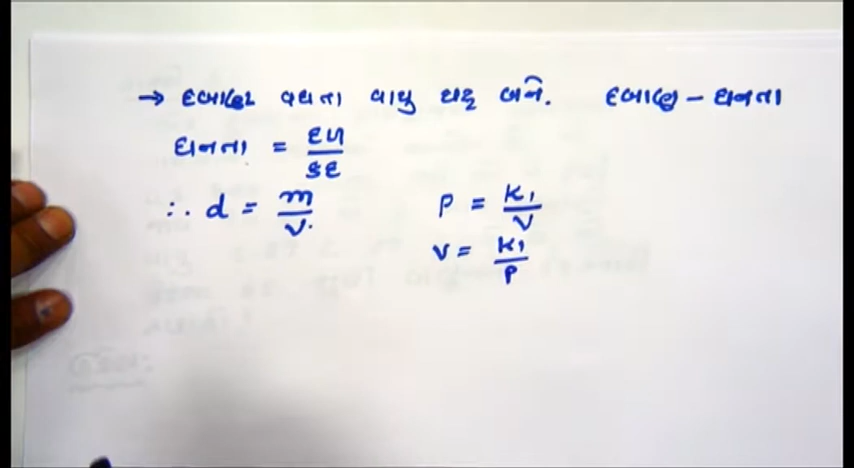 → દબાણ વધતા વાયુ ઘટ્ટ બને. દબાણ - ઘનતા
ઘનતા = દળ / કદ
∴ d = m / V.
P = K₁ / V
V = K₁ / P